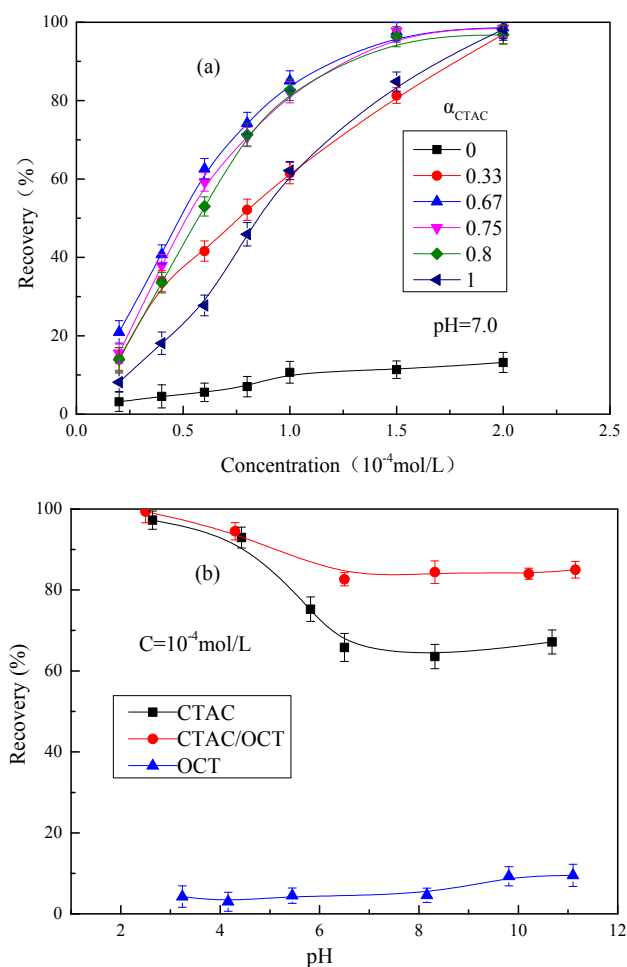 (a)
Recovery (%)
100
80
60
40
20
0
α_CTAC
0
0.33
0.67
0.75
0.8
1
pH=7.0
0.0 0.5 1.0 1.5 2.0 2.5
Concentration (10⁻⁴mol/L)
(b)
Recovery (%)
100
80
60
40
20
0
C=10⁻⁴mol/L
CTAC
CTAC/OCT
OCT
2 4 6 8 10 12
pH